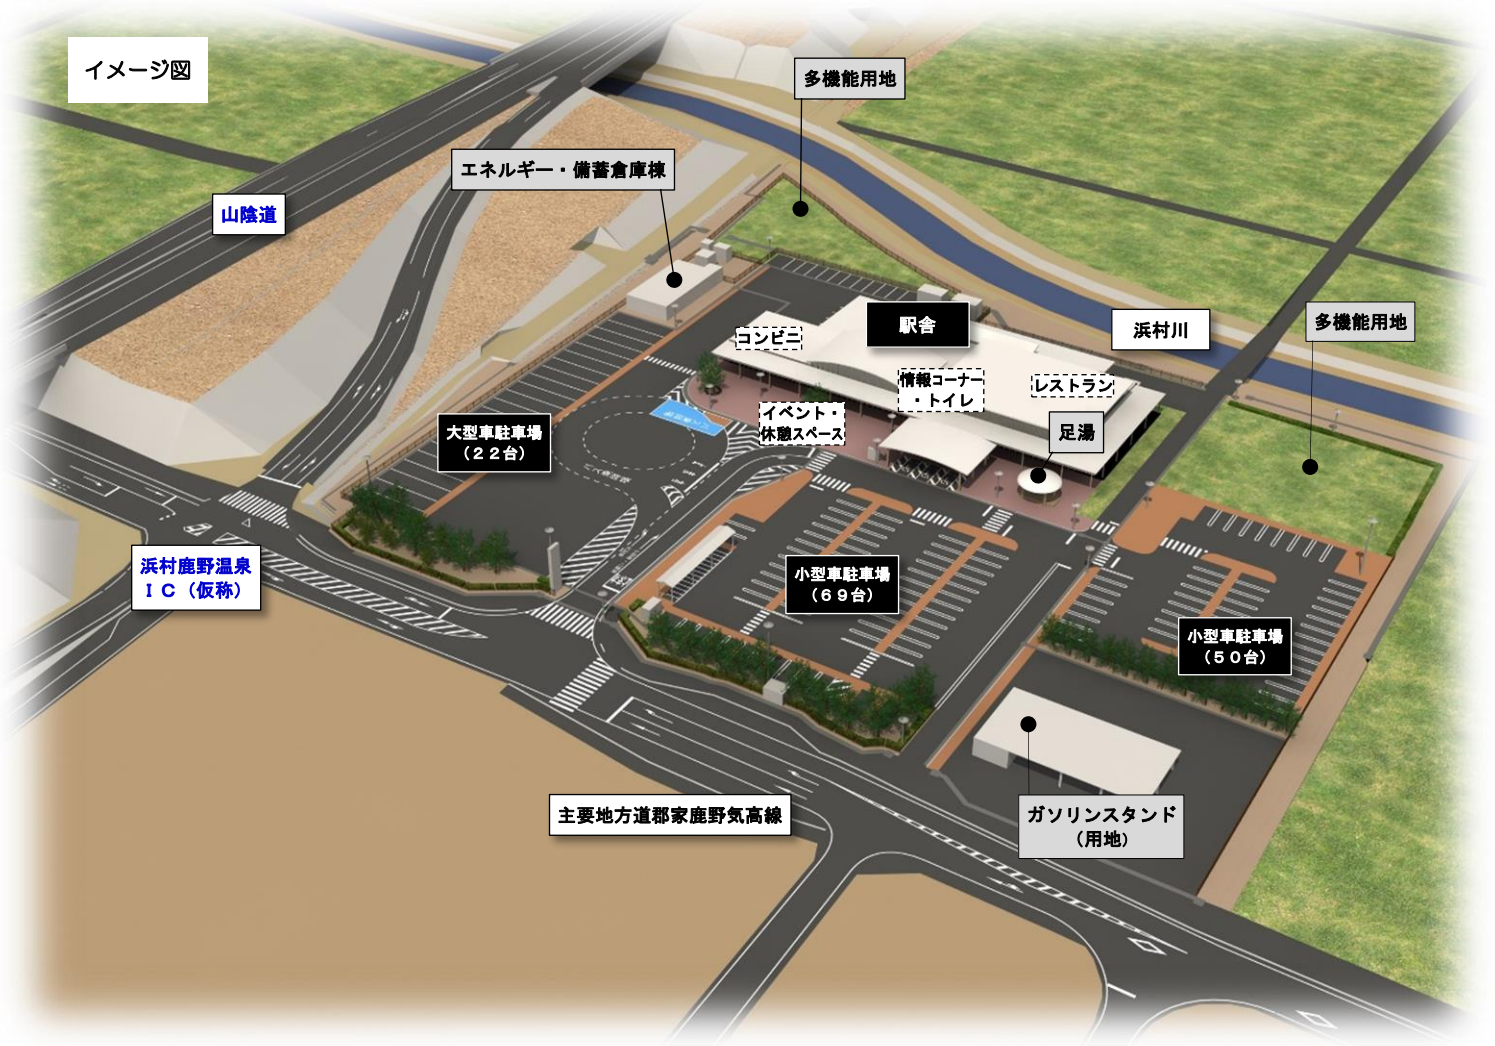 イメージ図
多機能用地
エネルギー・備蓄倉庫棟
山陰道
駅舎
浜村川
多機能用地
コンビニ
情報コーナー
・トイレ
レストラン
イベント・
休憩スペース
足湯
大型車駐車場
（２２台）
浜村鹿野温泉
ＩＣ（仮称）
小型車駐車場
（６９台）
小型車駐車場
（５０台）
主要地方道郡家鹿野気高線
ガソリンスタンド
（用地）